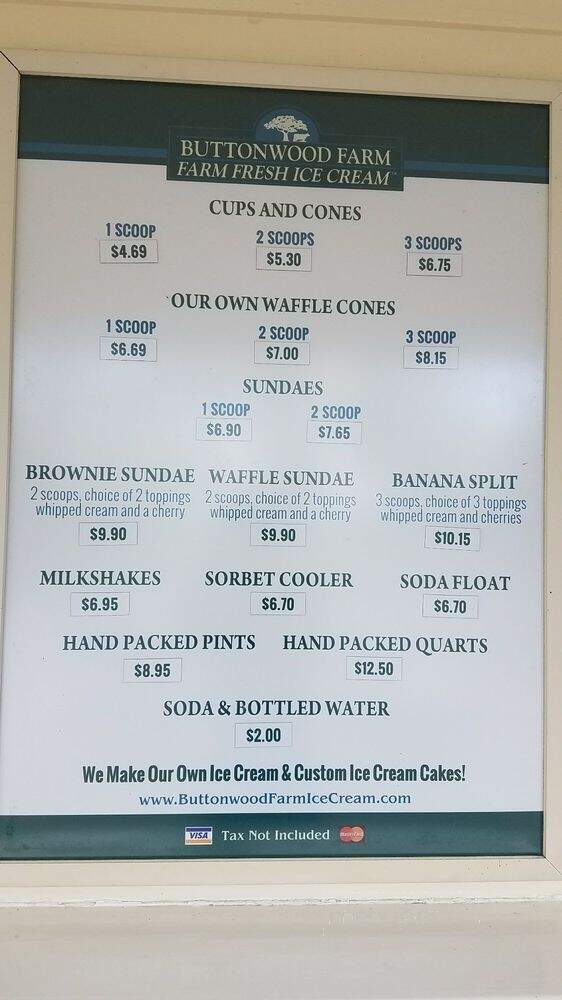 BUTTONWOOD FARM
FARM FRESH ICE CREAM™
CUPS AND CONES
1 SCOOP 2 SCOOPS 3 SCOOPS
$4.69 $5.30 $6.75
OUR OWN WAFFLE CONES
1 SCOOP 2 SCOOP 3 SCOOP
$6.69 $7.00 $8.15
SUNDAES
1 SCOOP 2 SCOOP
$6.90 $7.65
BROWNIE SUNDAE WAFFLE SUNDAE BANANA SPLIT
2 scoops, choice of 2 toppings 2 scoops, choice of 2 toppings 3 scoops, choice of 3 toppings
whipped cream and a cherry whipped cream and a cherry whipped cream and cherries
$9.90 $9.90 $10.15
MILKSHAKES SORBET COOLER SODA FLOAT
$6.95 $6.70 $6.70
HAND PACKED PINTS HAND PACKED QUARTS
$8.95 $12.50
SODA & BOTTLED WATER
$2.00
We Make Our Own Ice Cream & Custom Ice Cream Cakes!
www.ButtonwoodFarmIceCream.com
VISA Tax Not Included MasterCard